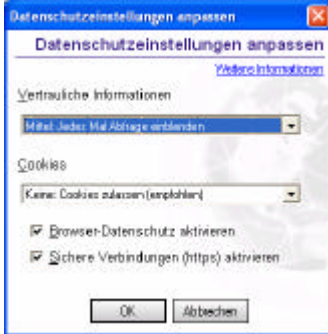 Datenschutzeinstellungen anpassen
Datenschutzeinstellungen anpassen
Weitere Informationen
Vertrauliche Informationen
Mittel: Jedes Mal Abfrage einblenden
Cookies
Keine: Cookies zulassen (empfohlen)
Browser-Datenschutz aktivieren
Sichere Verbindungen (https) aktivieren
OK
Abbrechen